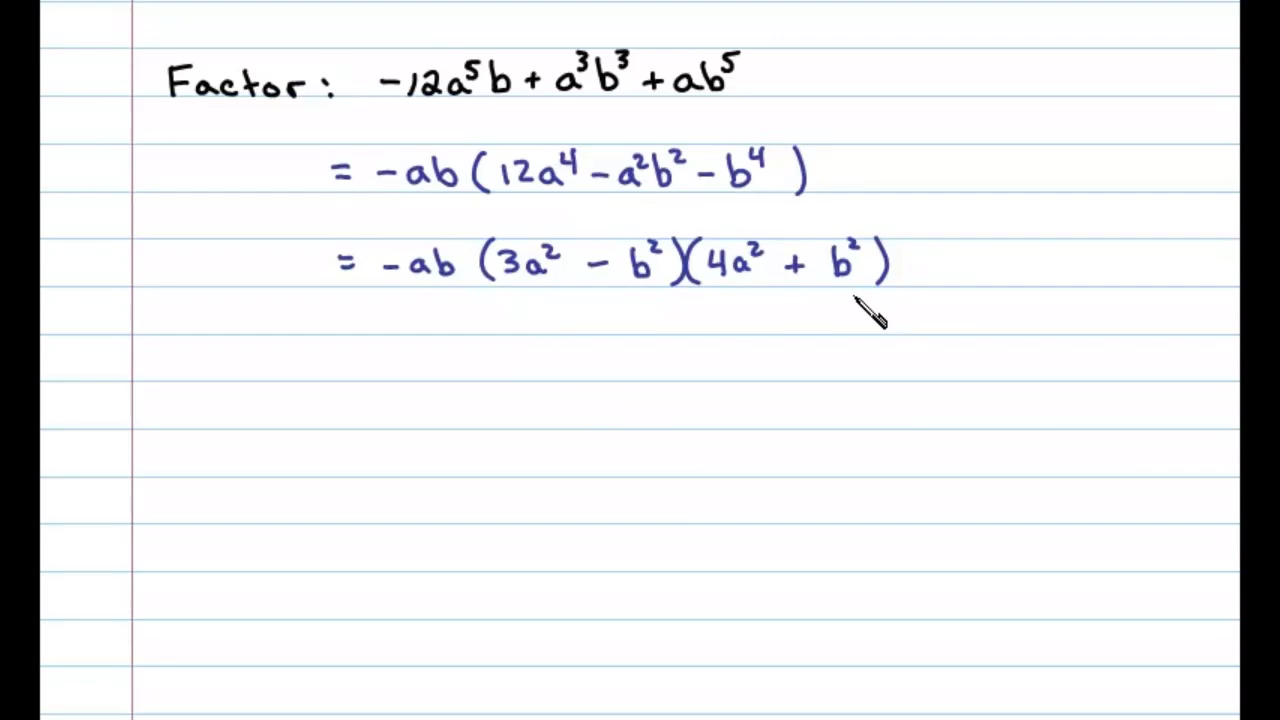 Factor: -12a⁵b + a³b³ + ab⁵
= -ab (12a⁴ - a²b² - b⁴ )
= -ab (3a² - b²)(4a² + b²)